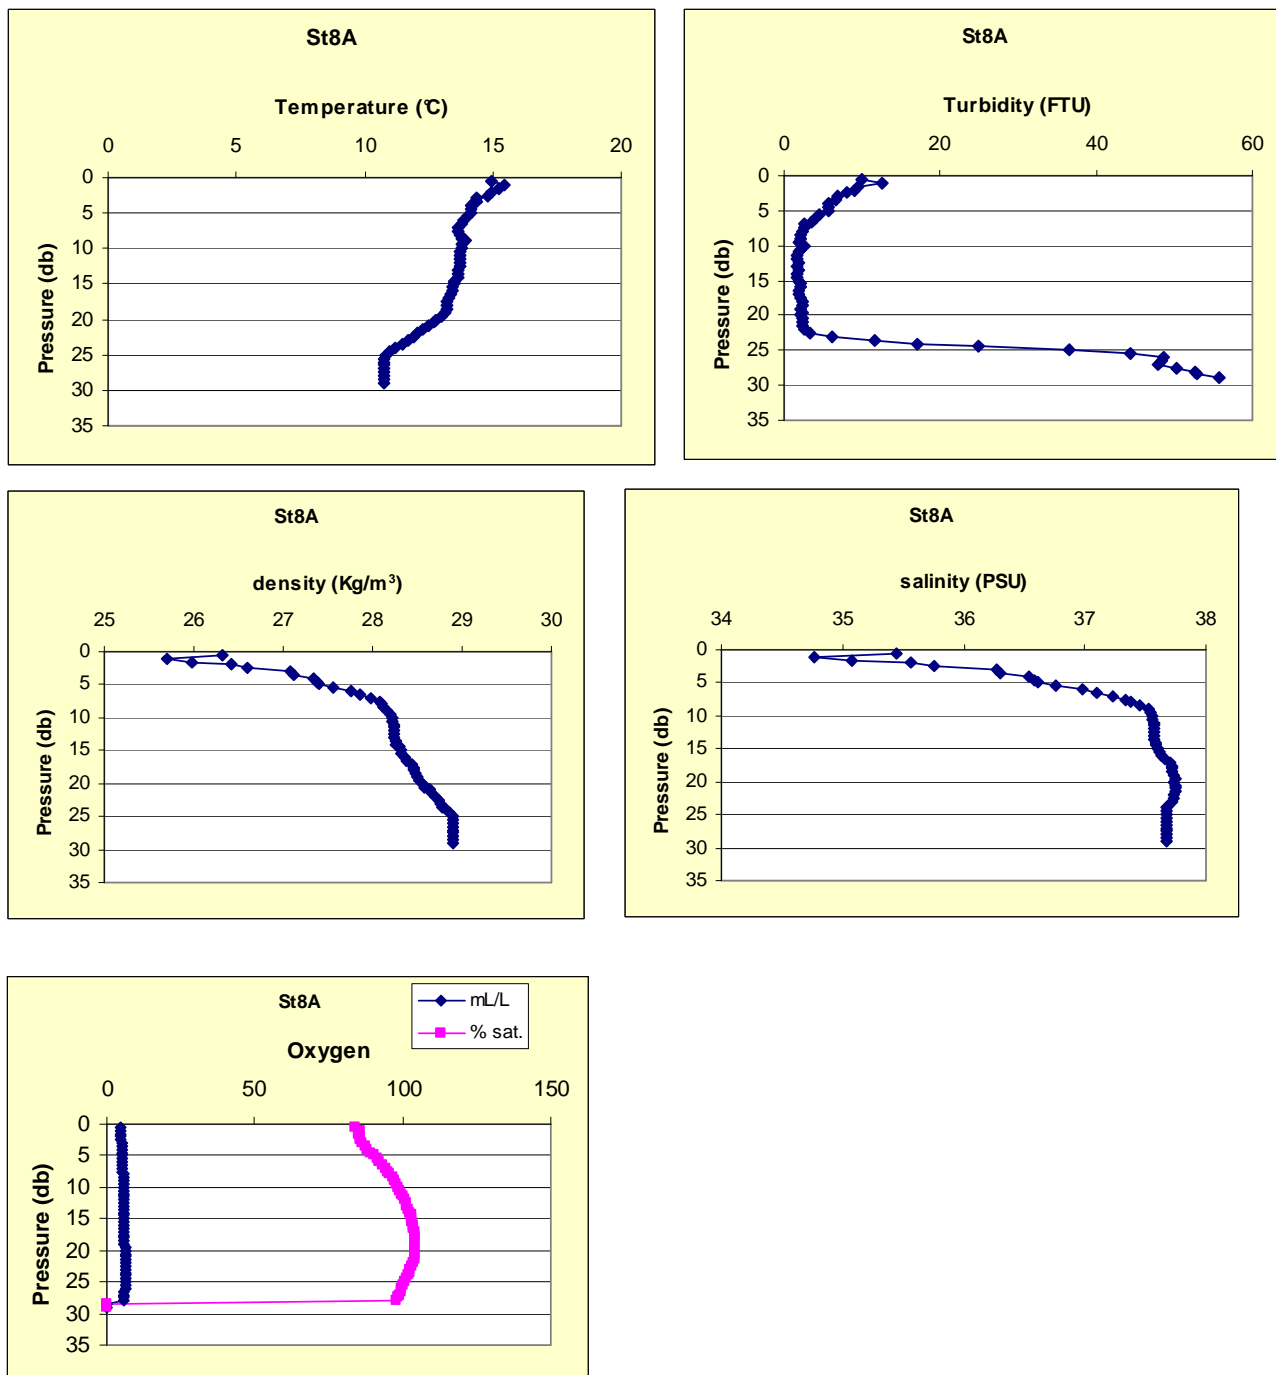 St8A
Temperature (°C)
0 5 10 15 20
0
5
10
15
20
25
30
35
Pressure (db)
St8A
Turbidity (FTU)
0 20 40 60
0
5
10
15
20
25
30
35
Pressure (db)
St8A
density (Kg/m³)
25 26 27 28 29 30
0
5
10
15
20
25
30
35
Pressure (db)
St8A
salinity (PSU)
34 35 36 37 38
0
5
10
15
20
25
30
35
Pressure (db)
St8A
mL/L
% sat.
Oxygen
0 50 100 150
0
5
10
15
20
25
30
35
Pressure (db)